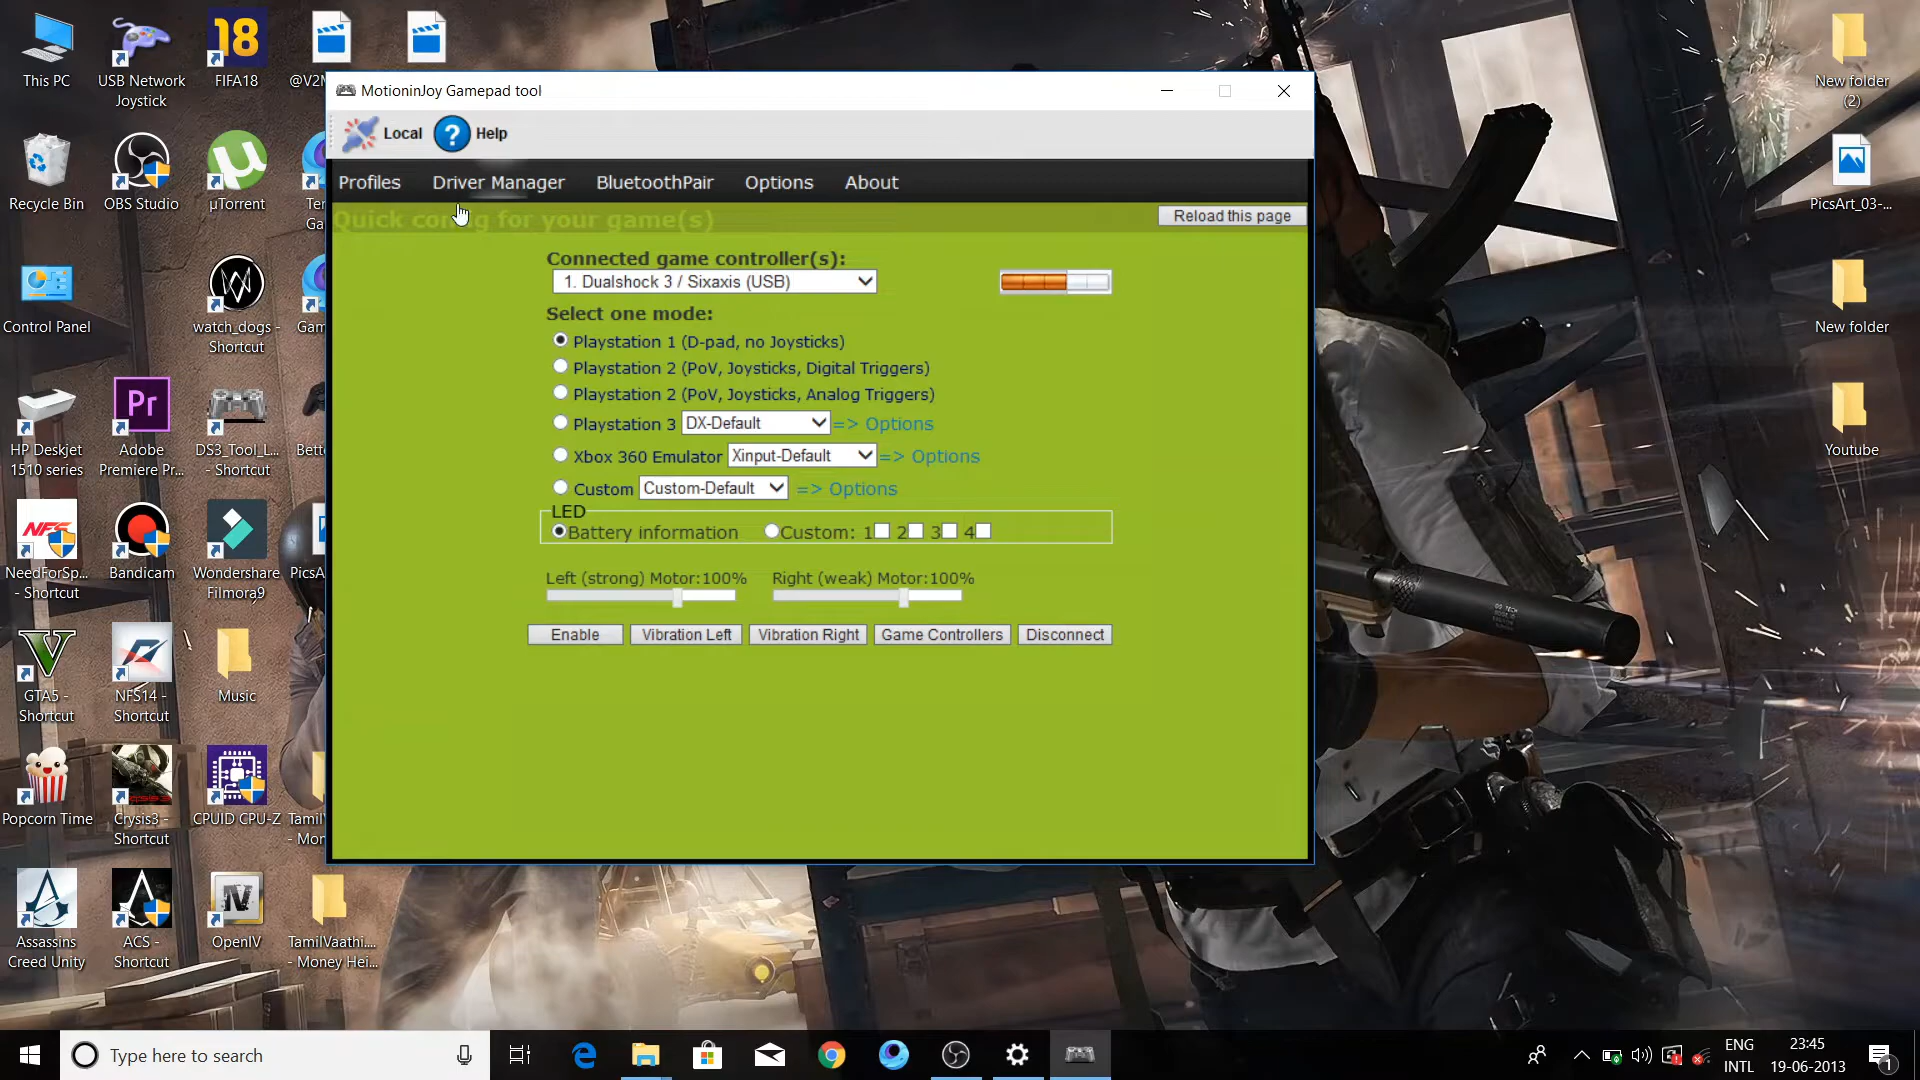 This PC
USB Network
Joystick
FIFA18
MotioninJoy Gamepad tool
Local
Help
Profiles
Driver Manager
BluetoothPair
Options
About
Quick config for your game(s)
Reload this page
Connected game controller(s):
1. Dualshock 3 / Sixaxis (USB)
Select one mode:
Playstation 1 (D-pad, no Joysticks)
Playstation 2 (PoV, Joysticks, Digital Triggers)
Playstation 2 (PoV, Joysticks, Analog Triggers)
Playstation 3 DX-Default => Options
Xbox 360 Emulator Xinput-Default => Options
Custom Custom-Default => Options
LED
Battery information Custom: 1 2 3 4
Left (strong) Motor:100% Right (weak) Motor:100%
Enable
Vibration Left
Vibration Right
Game Controllers
Disconnect
Recycle Bin
OBS Studio
µTorrent
Control Panel
watch_dogs -
Shortcut
HP Deskjet
1510 series
Adobe
Premiere Pr...
DS3_Tool_L...
- Shortcut
NeedForSp...
- Shortcut
Bandicam
Wondershare
Filmora9
GTA5 -
Shortcut
NFS14 -
Shortcut
Music
Popcorn Time
Crysis3 -
Shortcut
CPUID CPU-Z
Assassins
Creed Unity
ACS -
Shortcut
OpenIV
TamilVaathi....
- Money Hei...
New folder
(2)
PicsArt_03-...
New folder
Youtube
Type here to search
ENG
INTL
23:45
19-06-2013
1